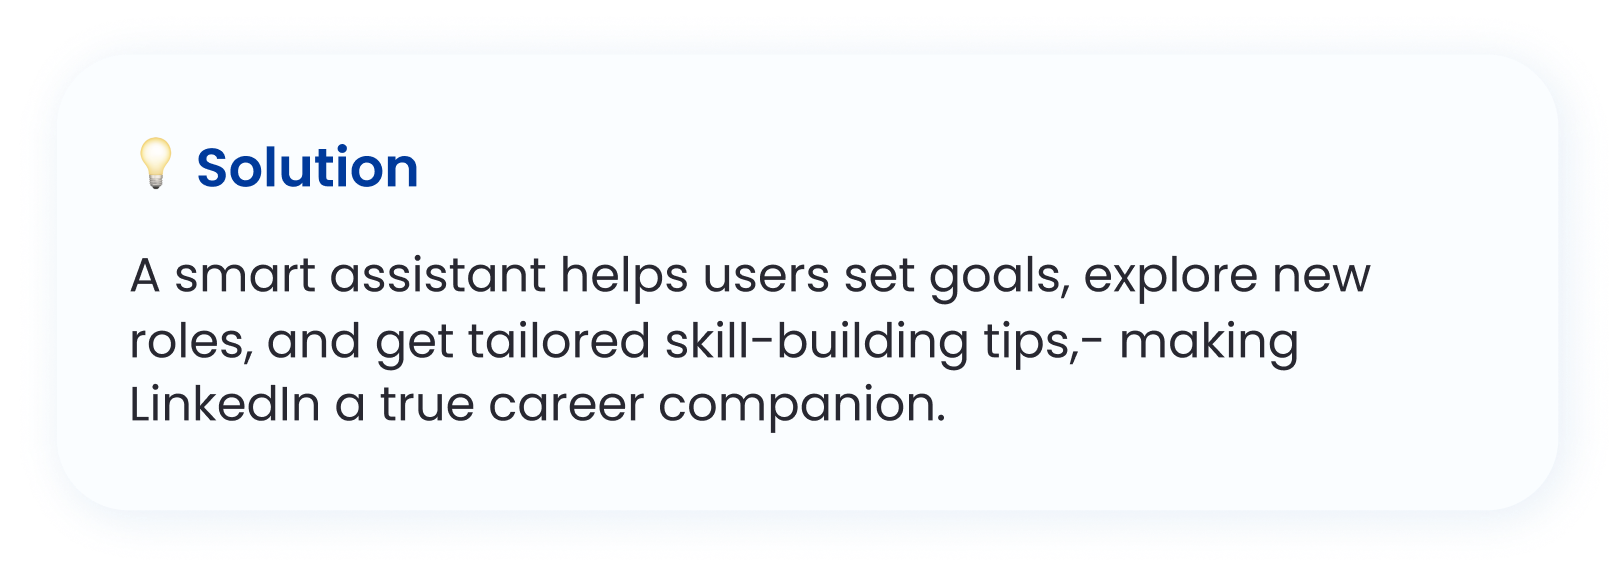 💡 Solution
A smart assistant helps users set goals, explore new
roles, and get tailored skill-building tips,- making
LinkedIn a true career companion.